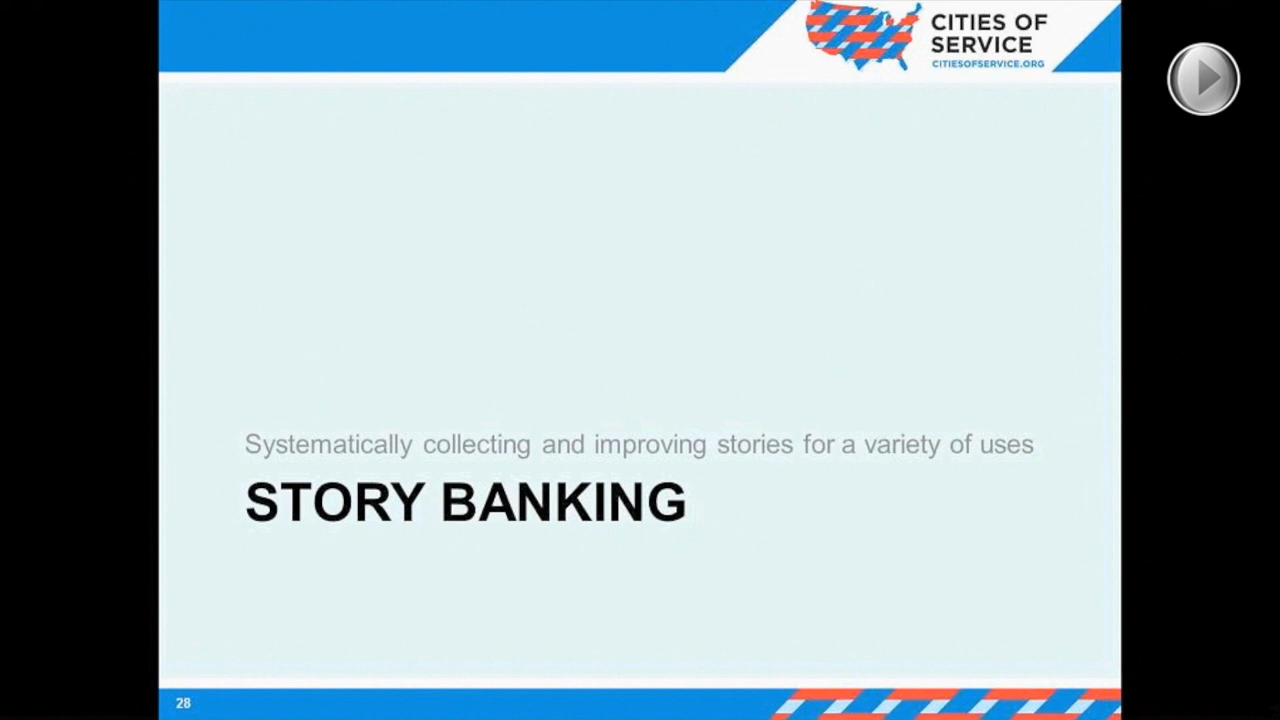 CITIES OF
SERVICE
CITIESOFSERVICE.ORG
Systematically collecting and improving stories for a variety of uses
STORY BANKING
28